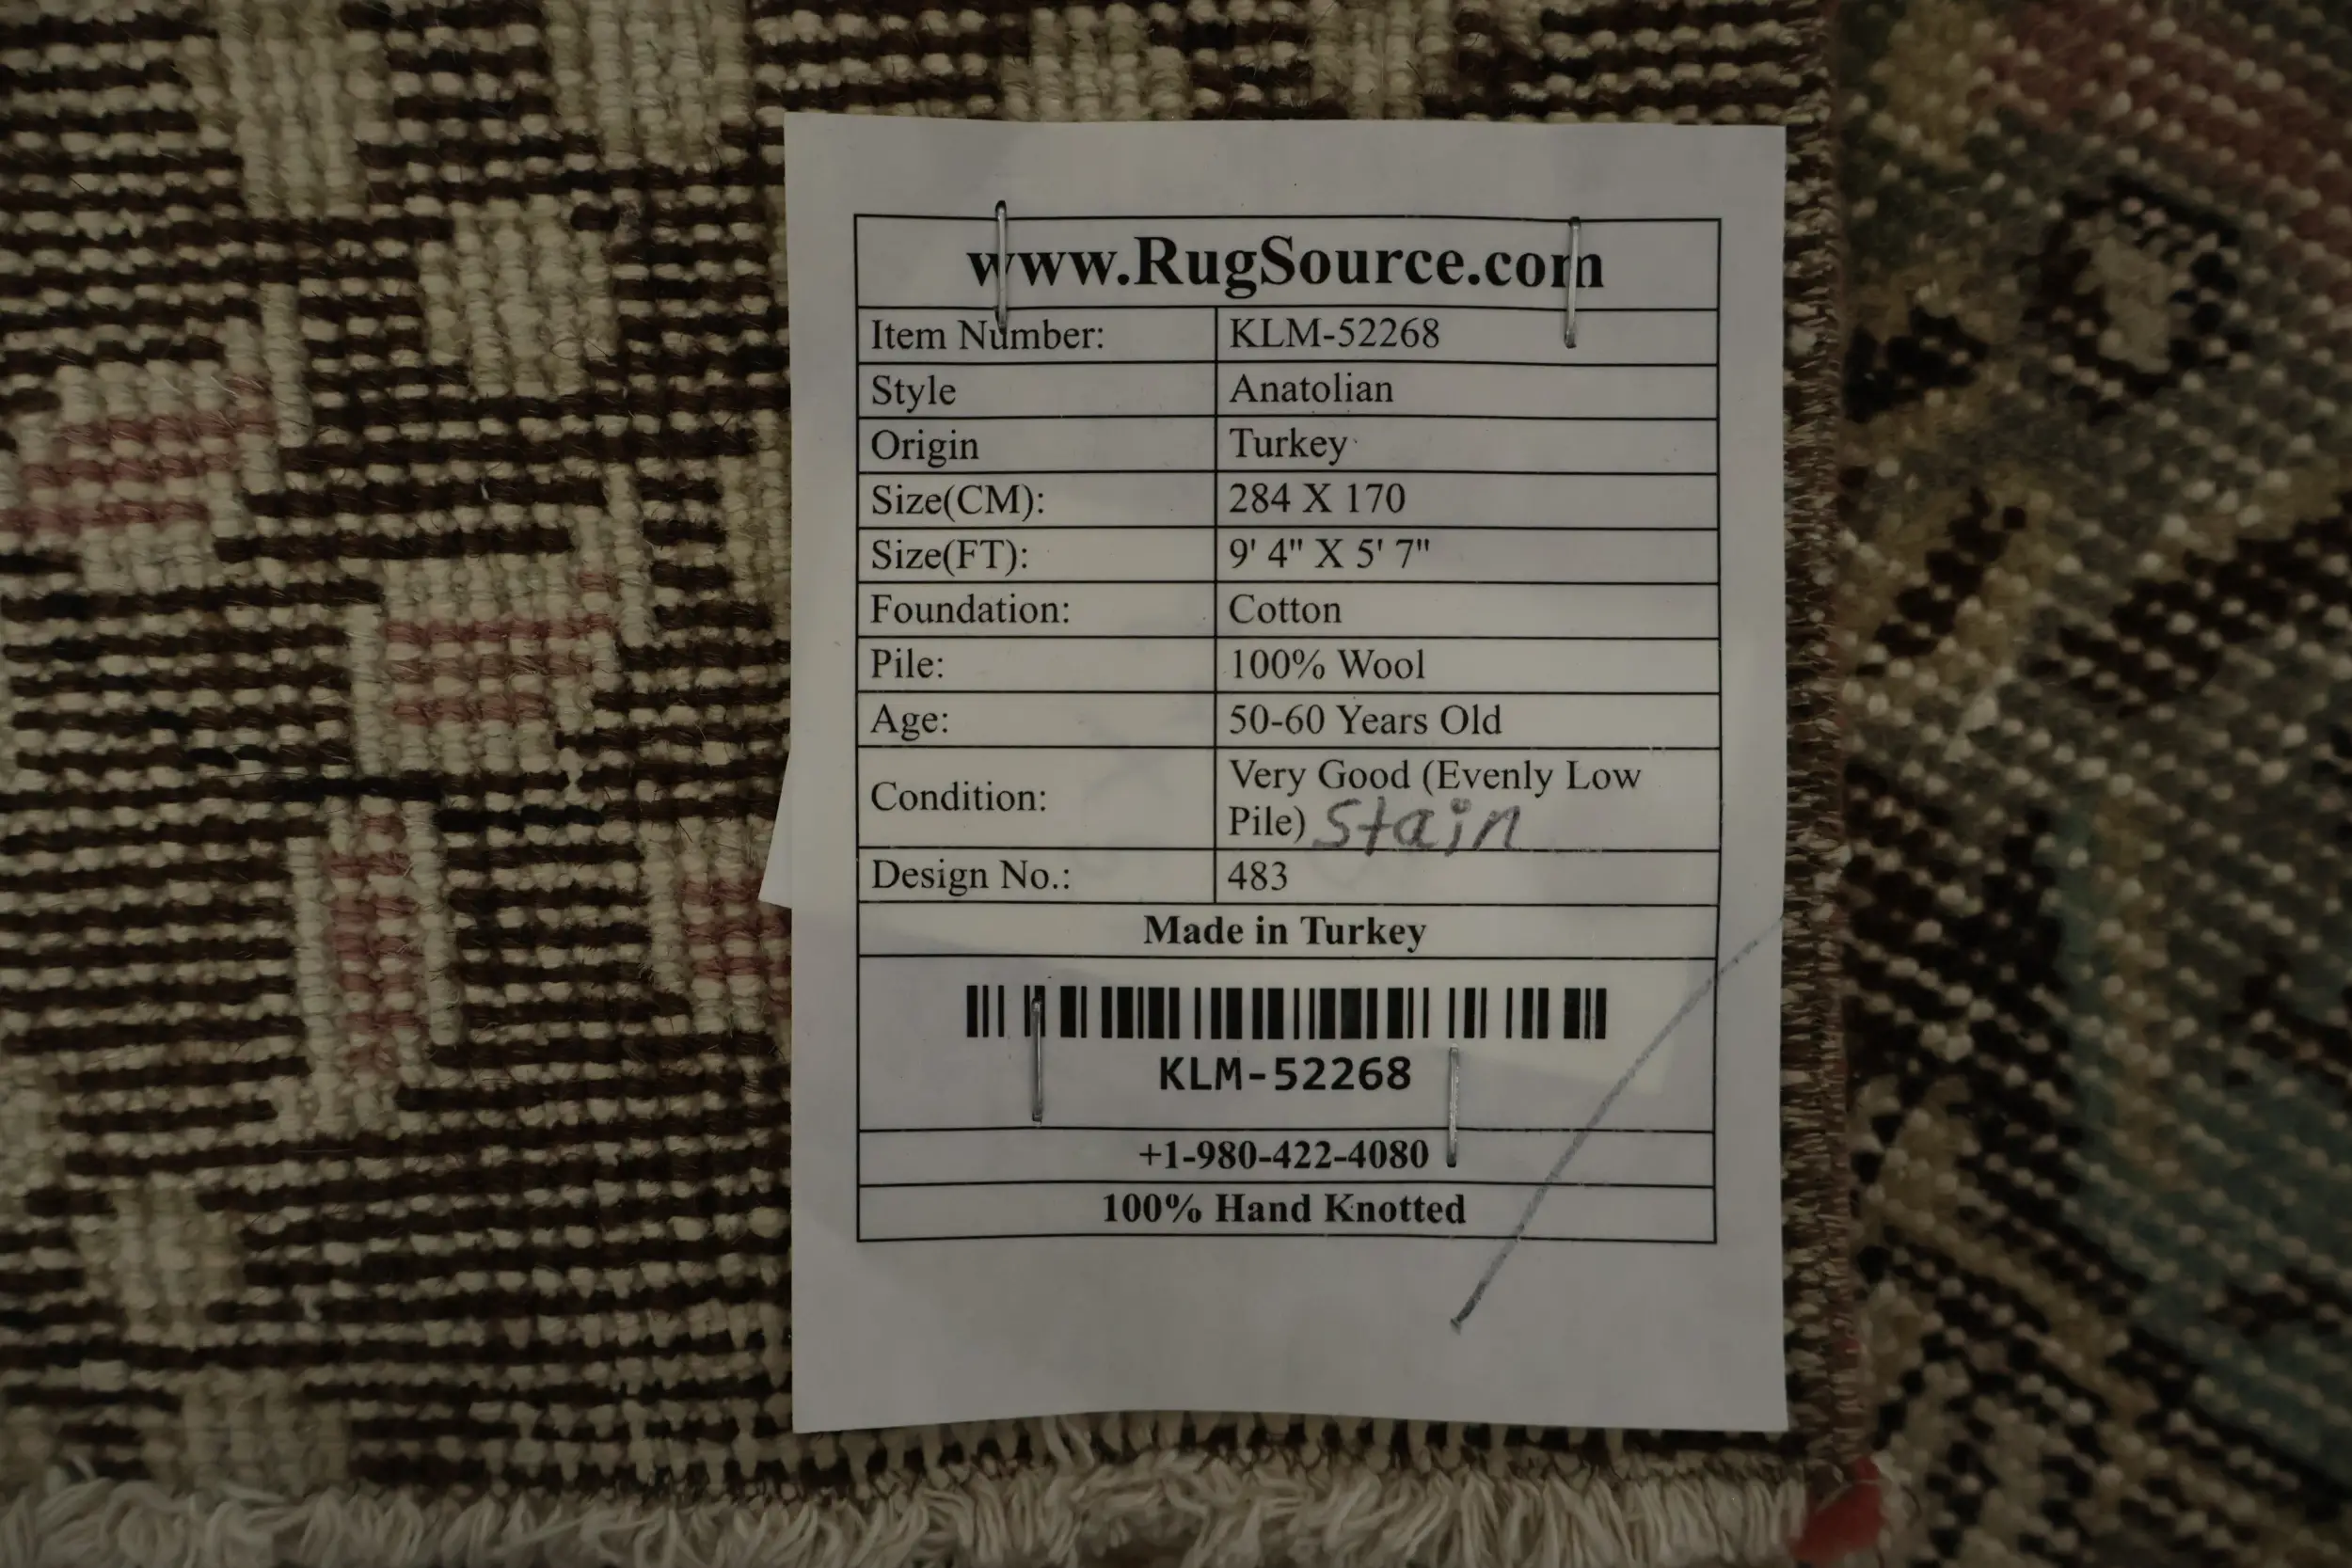 www.RugSource.com
Item Number: KLM-52268
Style Anatolian
Origin Turkey
Size(CM): 284 X 170
Size(FT): 9' 4" X 5' 7"
Foundation: Cotton
Pile: 100% Wool
Age: 50-60 Years Old
Condition: Very Good (Evenly Low
Pile) Stain
Design No.: 483
Made in Turkey
KLM-52268
+1-980-422-4080
100% Hand Knotted